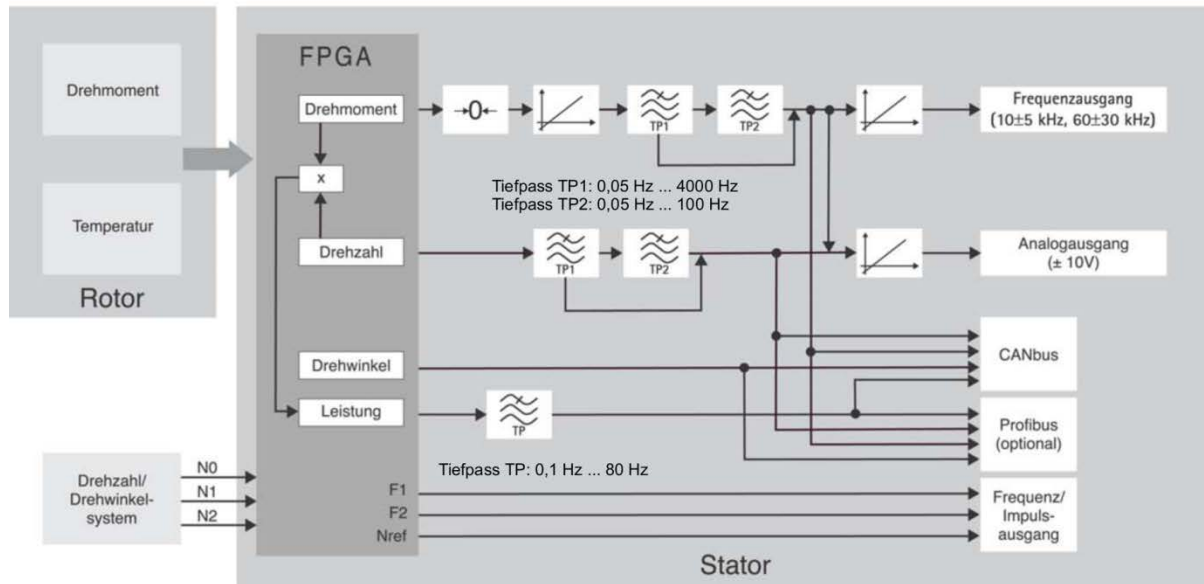 Drehmoment
Temperatur
Rotor
FPGA
Drehmoment
x
Drehzahl
Drehwinkel
Leistung
F1
F2
Nref
→0←
TP1
TP2
Frequenzausgang
(10±5 kHz, 60±30 kHz)
Tiefpass TP1: 0,05 Hz ... 4000 Hz
Tiefpass TP2: 0,05 Hz ... 100 Hz
TP1
TP2
Analogausgang
(± 10V)
CANbus
TP
Profibus
(optional)
Tiefpass TP: 0,1 Hz ... 80 Hz
Frequenz/
Impuls-
ausgang
Drehzahl/
Drehwinkel-
system
N0
N1
N2
Stator